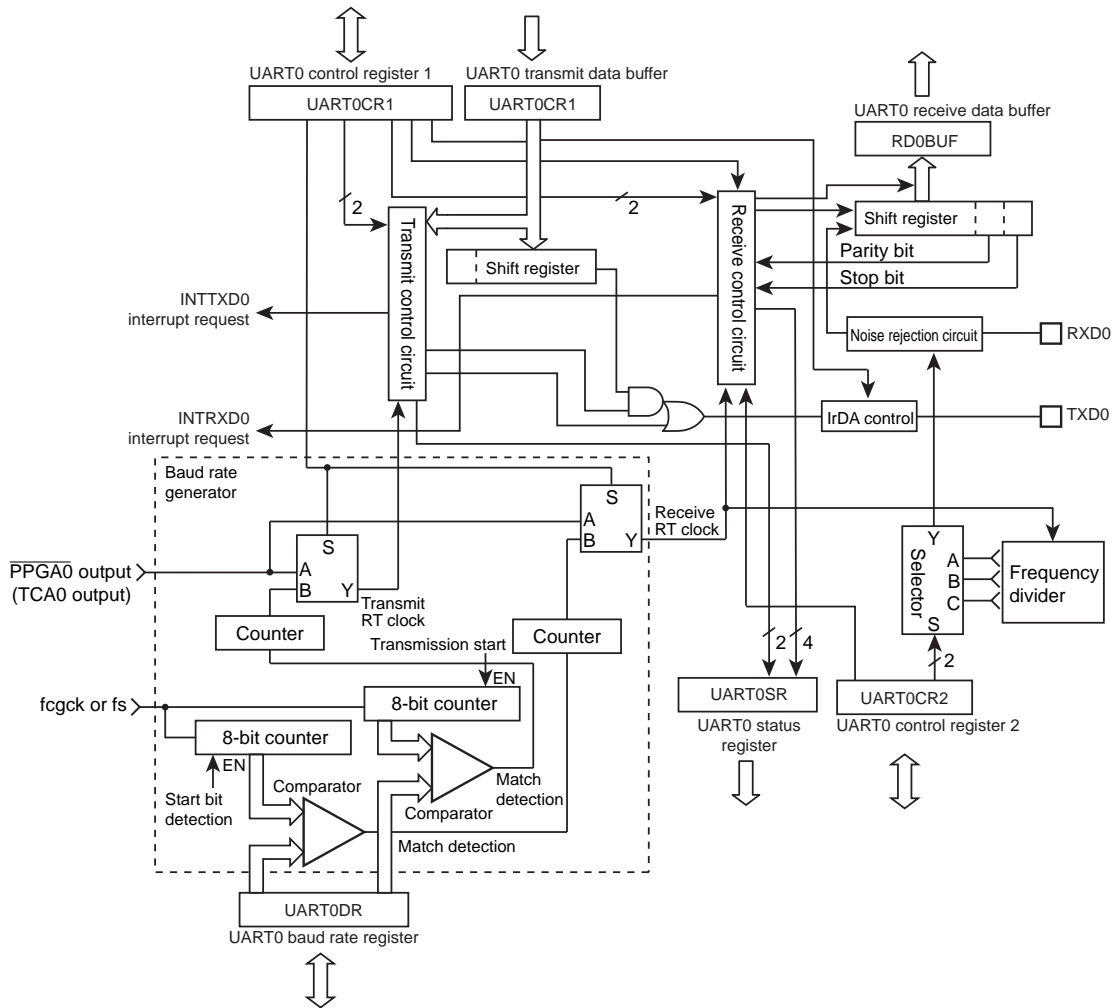 UART0 control register 1
UART0CR1
UART0 transmit data buffer
UART0CR1
UART0 receive data buffer
RD0BUF
2
2
Transmit control circuit
Receive control circuit
Shift register
Shift register
Parity bit
Stop bit
INTTXD0
interrupt request
Noise rejection circuit
RXD0
INTRXD0
interrupt request
IrDA control
TXD0
Baud rate
generator
S
A
B
Y
Receive
RT clock
S
A
B
Y
Transmit
RT clock
PPGA0 output
(TCA0 output)
Y
Selector
A
B
C
S
Frequency
divider
Counter
Counter
Transmission start
EN
2
4
2
fcgck or fs
8-bit counter
8-bit counter
EN
Start bit
detection
Comparator
Comparator
Match
detection
Match detection
UART0SR
UART0 status
register
UART0CR2
UART0 control register 2
UART0DR
UART0 baud rate register